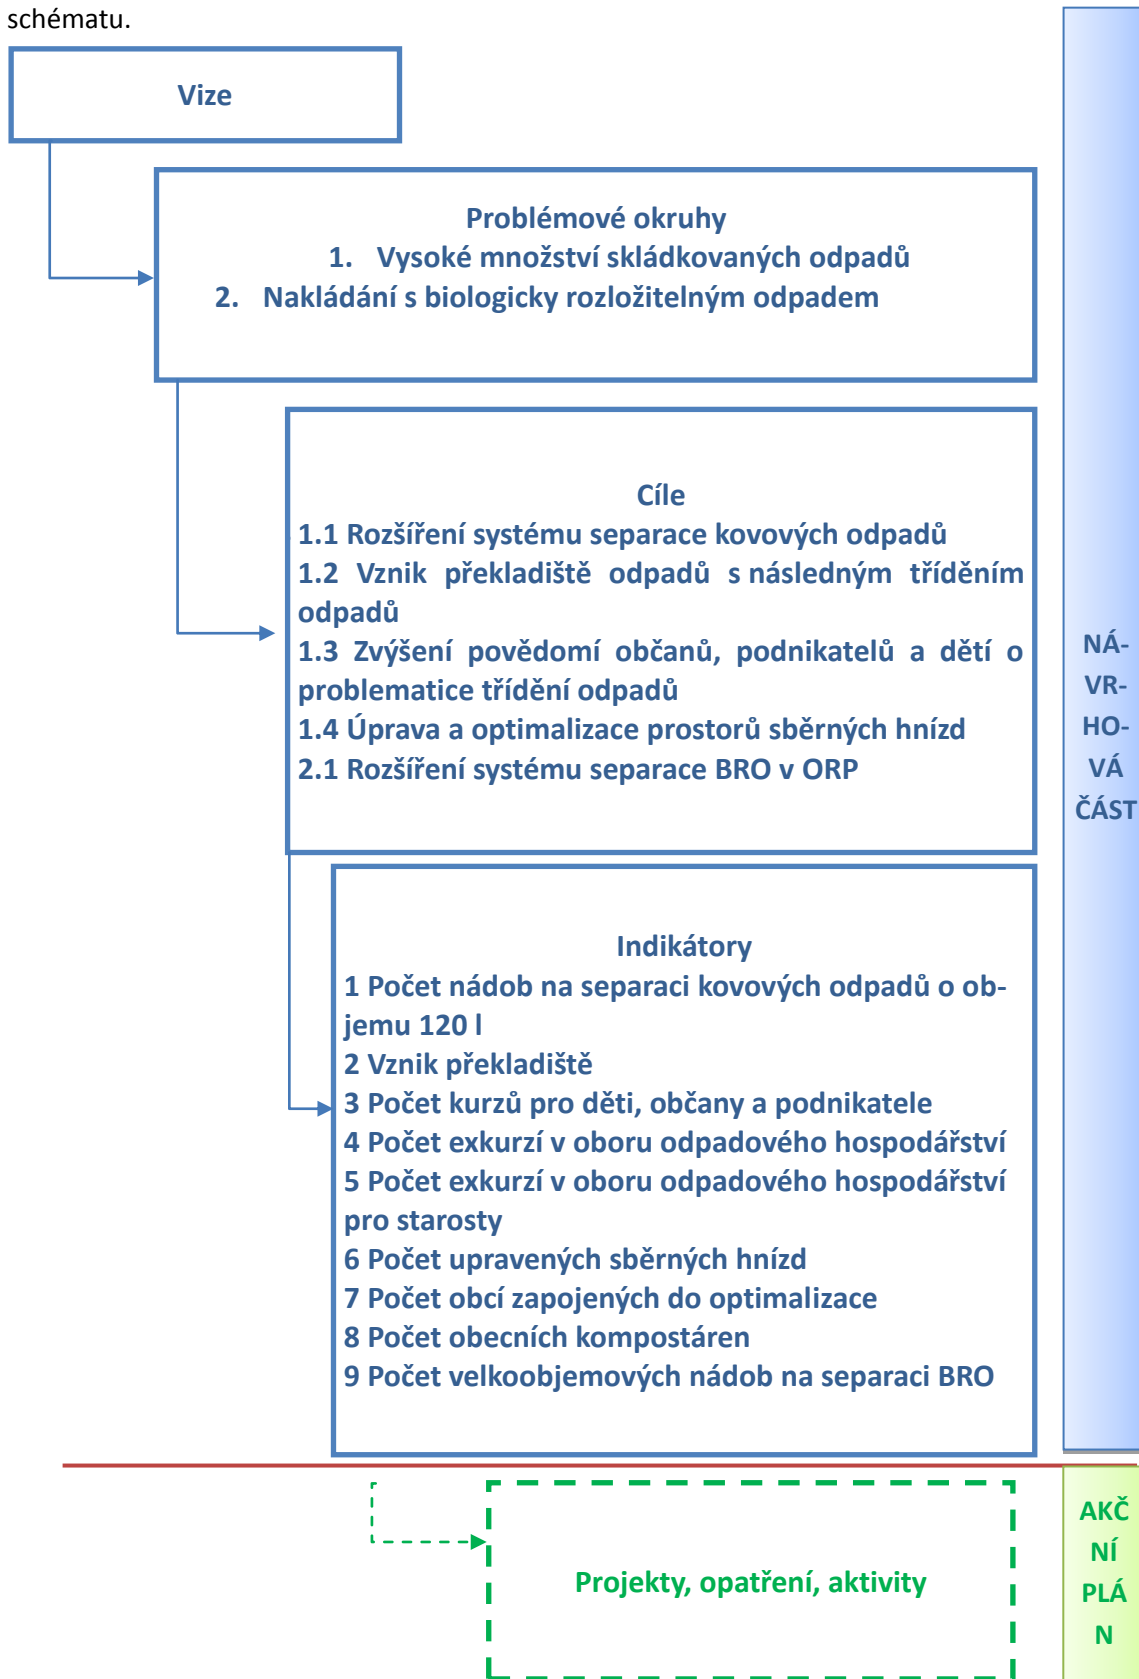 schématu.
Vize
Problémové okruhy
1. Vysoké množství skládkovaných odpadů
2. Nakládání s biologicky rozložitelným odpadem
Cíle
1.1 Rozšíření systému separace kovových odpadů
1.2 Vznik překladiště odpadů s následným tříděním
odpadů
1.3 Zvýšení povědomí občanů, podnikatelů a dětí o
problematice třídění odpadů
1.4 Úprava a optimalizace prostorů sběrných hnízd
2.1 Rozšíření systému separace BRO v ORP
Indikátory
1 Počet nádob na separaci kovových odpadů o ob-
jemu 120 l
2 Vznik překladiště
3 Počet kurzů pro děti, občany a podnikatele
4 Počet exkurzí v oboru odpadového hospodářství
5 Počet exkurzí v oboru odpadového hospodářství
pro starosty
6 Počet upravených sběrných hnízd
7 Počet obcí zapojených do optimalizace
8 Počet obecních kompostáren
9 Počet velkoobjemových nádob na separaci BRO
NÁ-
VR-
HO-
VÁ
ČÁST
Projekty, opatření, aktivity
AKČ
NÍ
PLÁ
N